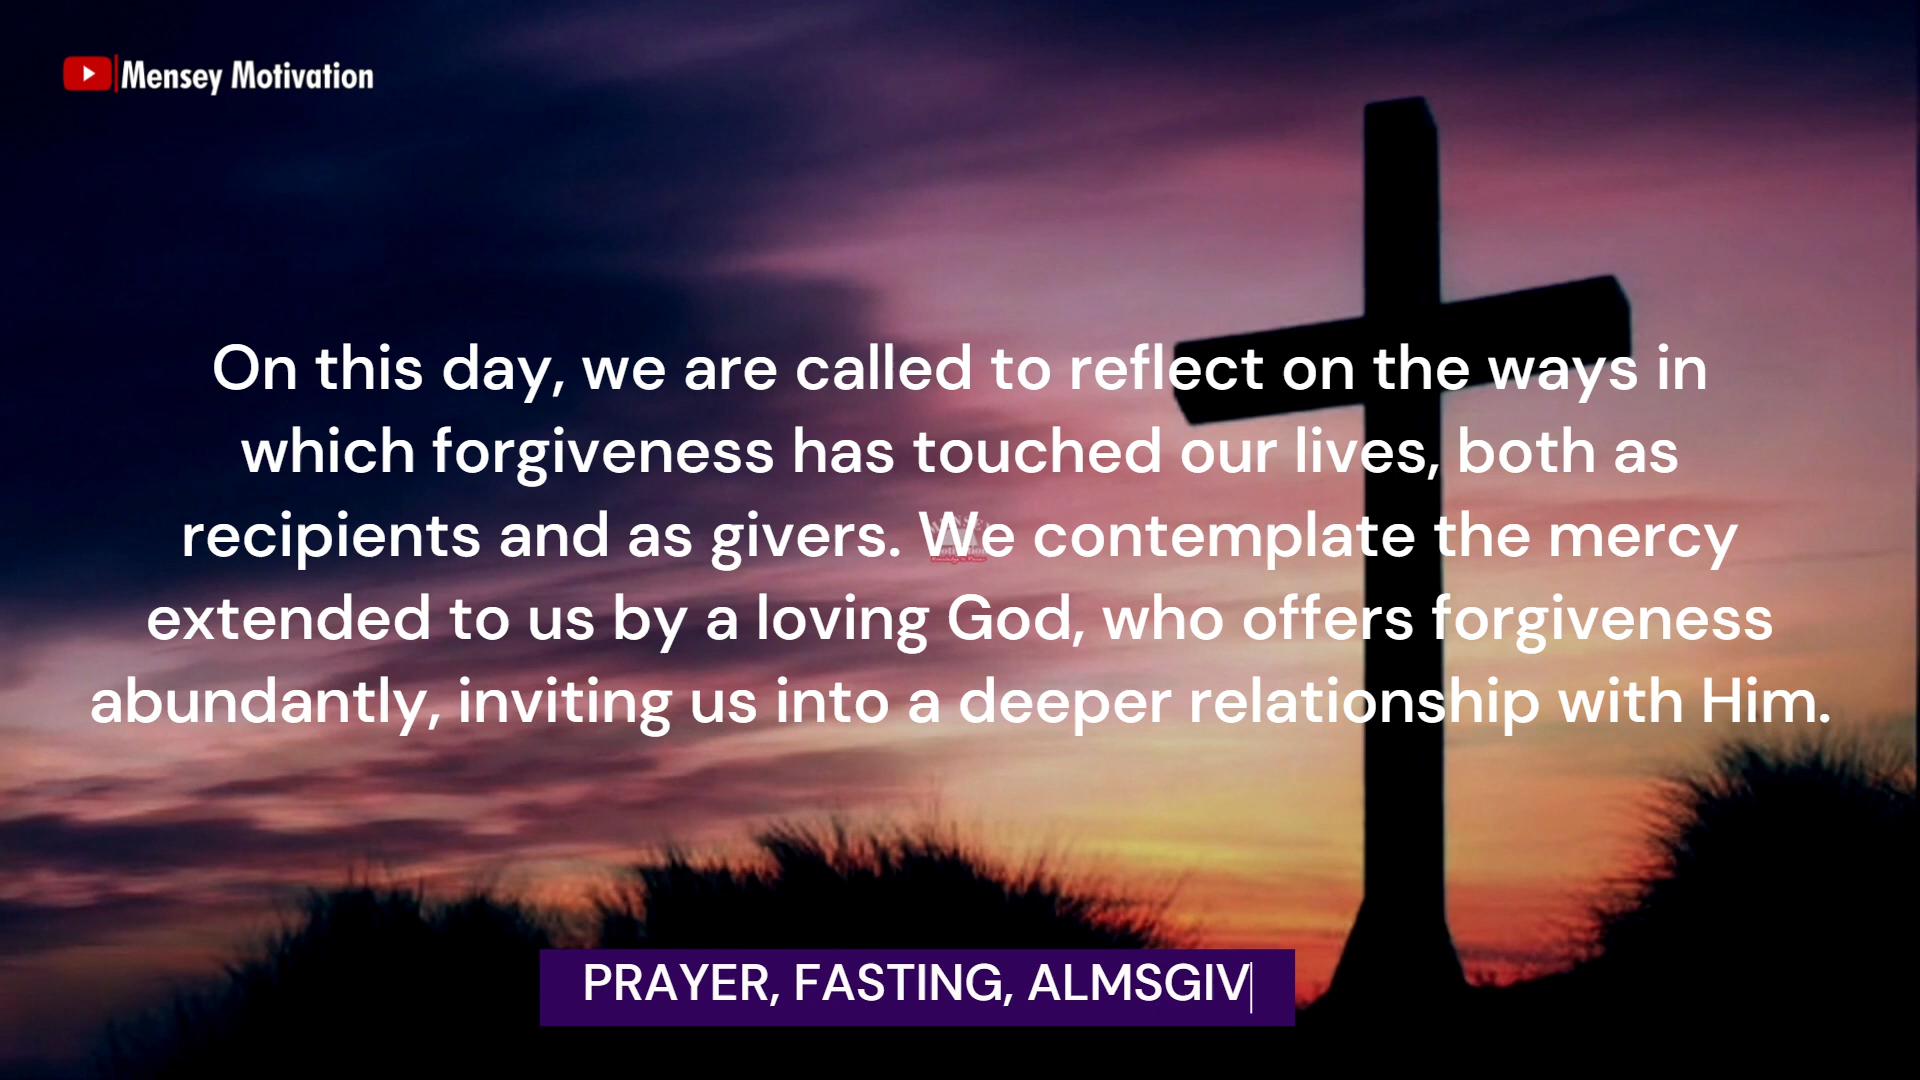 Mensey Motivation
On this day, we are called to reflect on the ways in
which forgiveness has touched our lives, both as
recipients and as givers. We contemplate the mercy
extended to us by a loving God, who offers forgiveness
abundantly, inviting us into a deeper relationship with Him.
PRAYER, FASTING, ALMSGIV